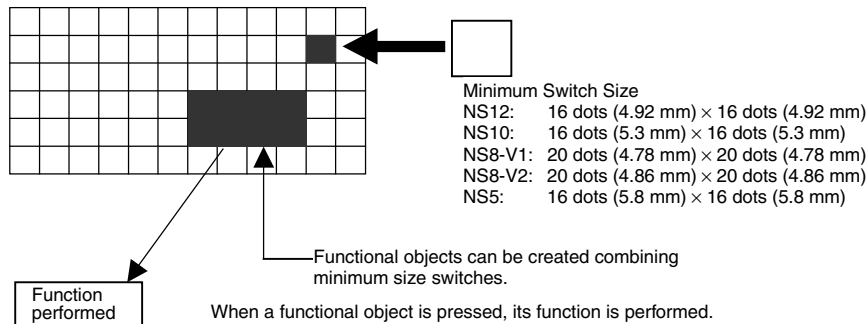 Minimum Switch Size
NS12: 16 dots (4.92 mm) × 16 dots (4.92 mm)
NS10: 16 dots (5.3 mm) × 16 dots (5.3 mm)
NS8-V1: 20 dots (4.78 mm) × 20 dots (4.78 mm)
NS8-V2: 20 dots (4.86 mm) × 20 dots (4.86 mm)
NS5: 16 dots (5.8 mm) × 16 dots (5.8 mm)
Functional objects can be created combining
minimum size switches.
Function
performed
When a functional object is pressed, its function is performed.